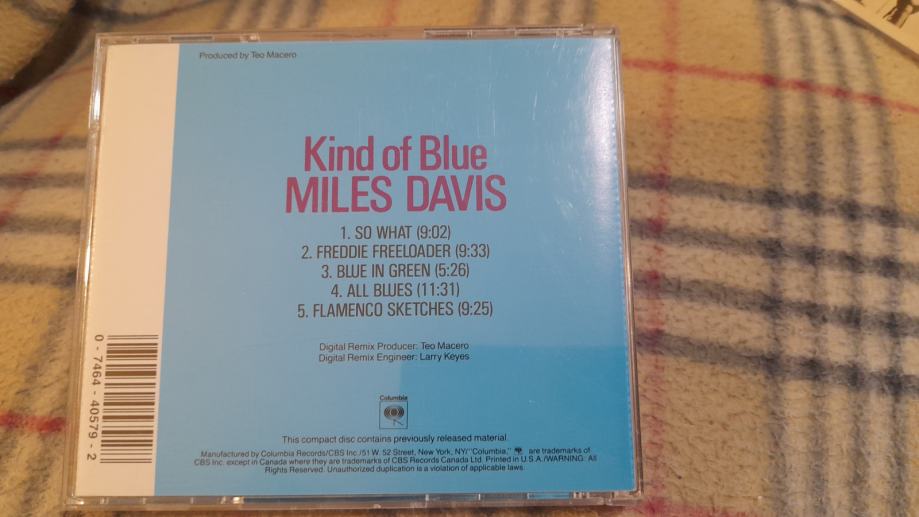 Produced by Teo Macero
Kind of Blue
MILES DAVIS
1. SO WHAT (9:02)
2. FREDDIE FREELOADER (9:33)
3. BLUE IN GREEN (5:26)
4. ALL BLUES (11:31)
5. FLAMENCO SKETCHES (9:25)
Digital Remix Producer: Teo Macero
Digital Remix Engineer: Larry Keyes
Columbia
This compact disc contains previously released material.
Manufactured by Columbia Records/CBS Inc./51 W. 52 Street, New York, NY/"Columbia," are trademarks of
CBS Inc. except in Canada where they are trademarks of CBS Records Canada Ltd. Printed in U.S.A./WARNING: All
Rights Reserved. Unauthorized duplication is a violation of applicable laws.
0 - 7464 - 40579 - 2